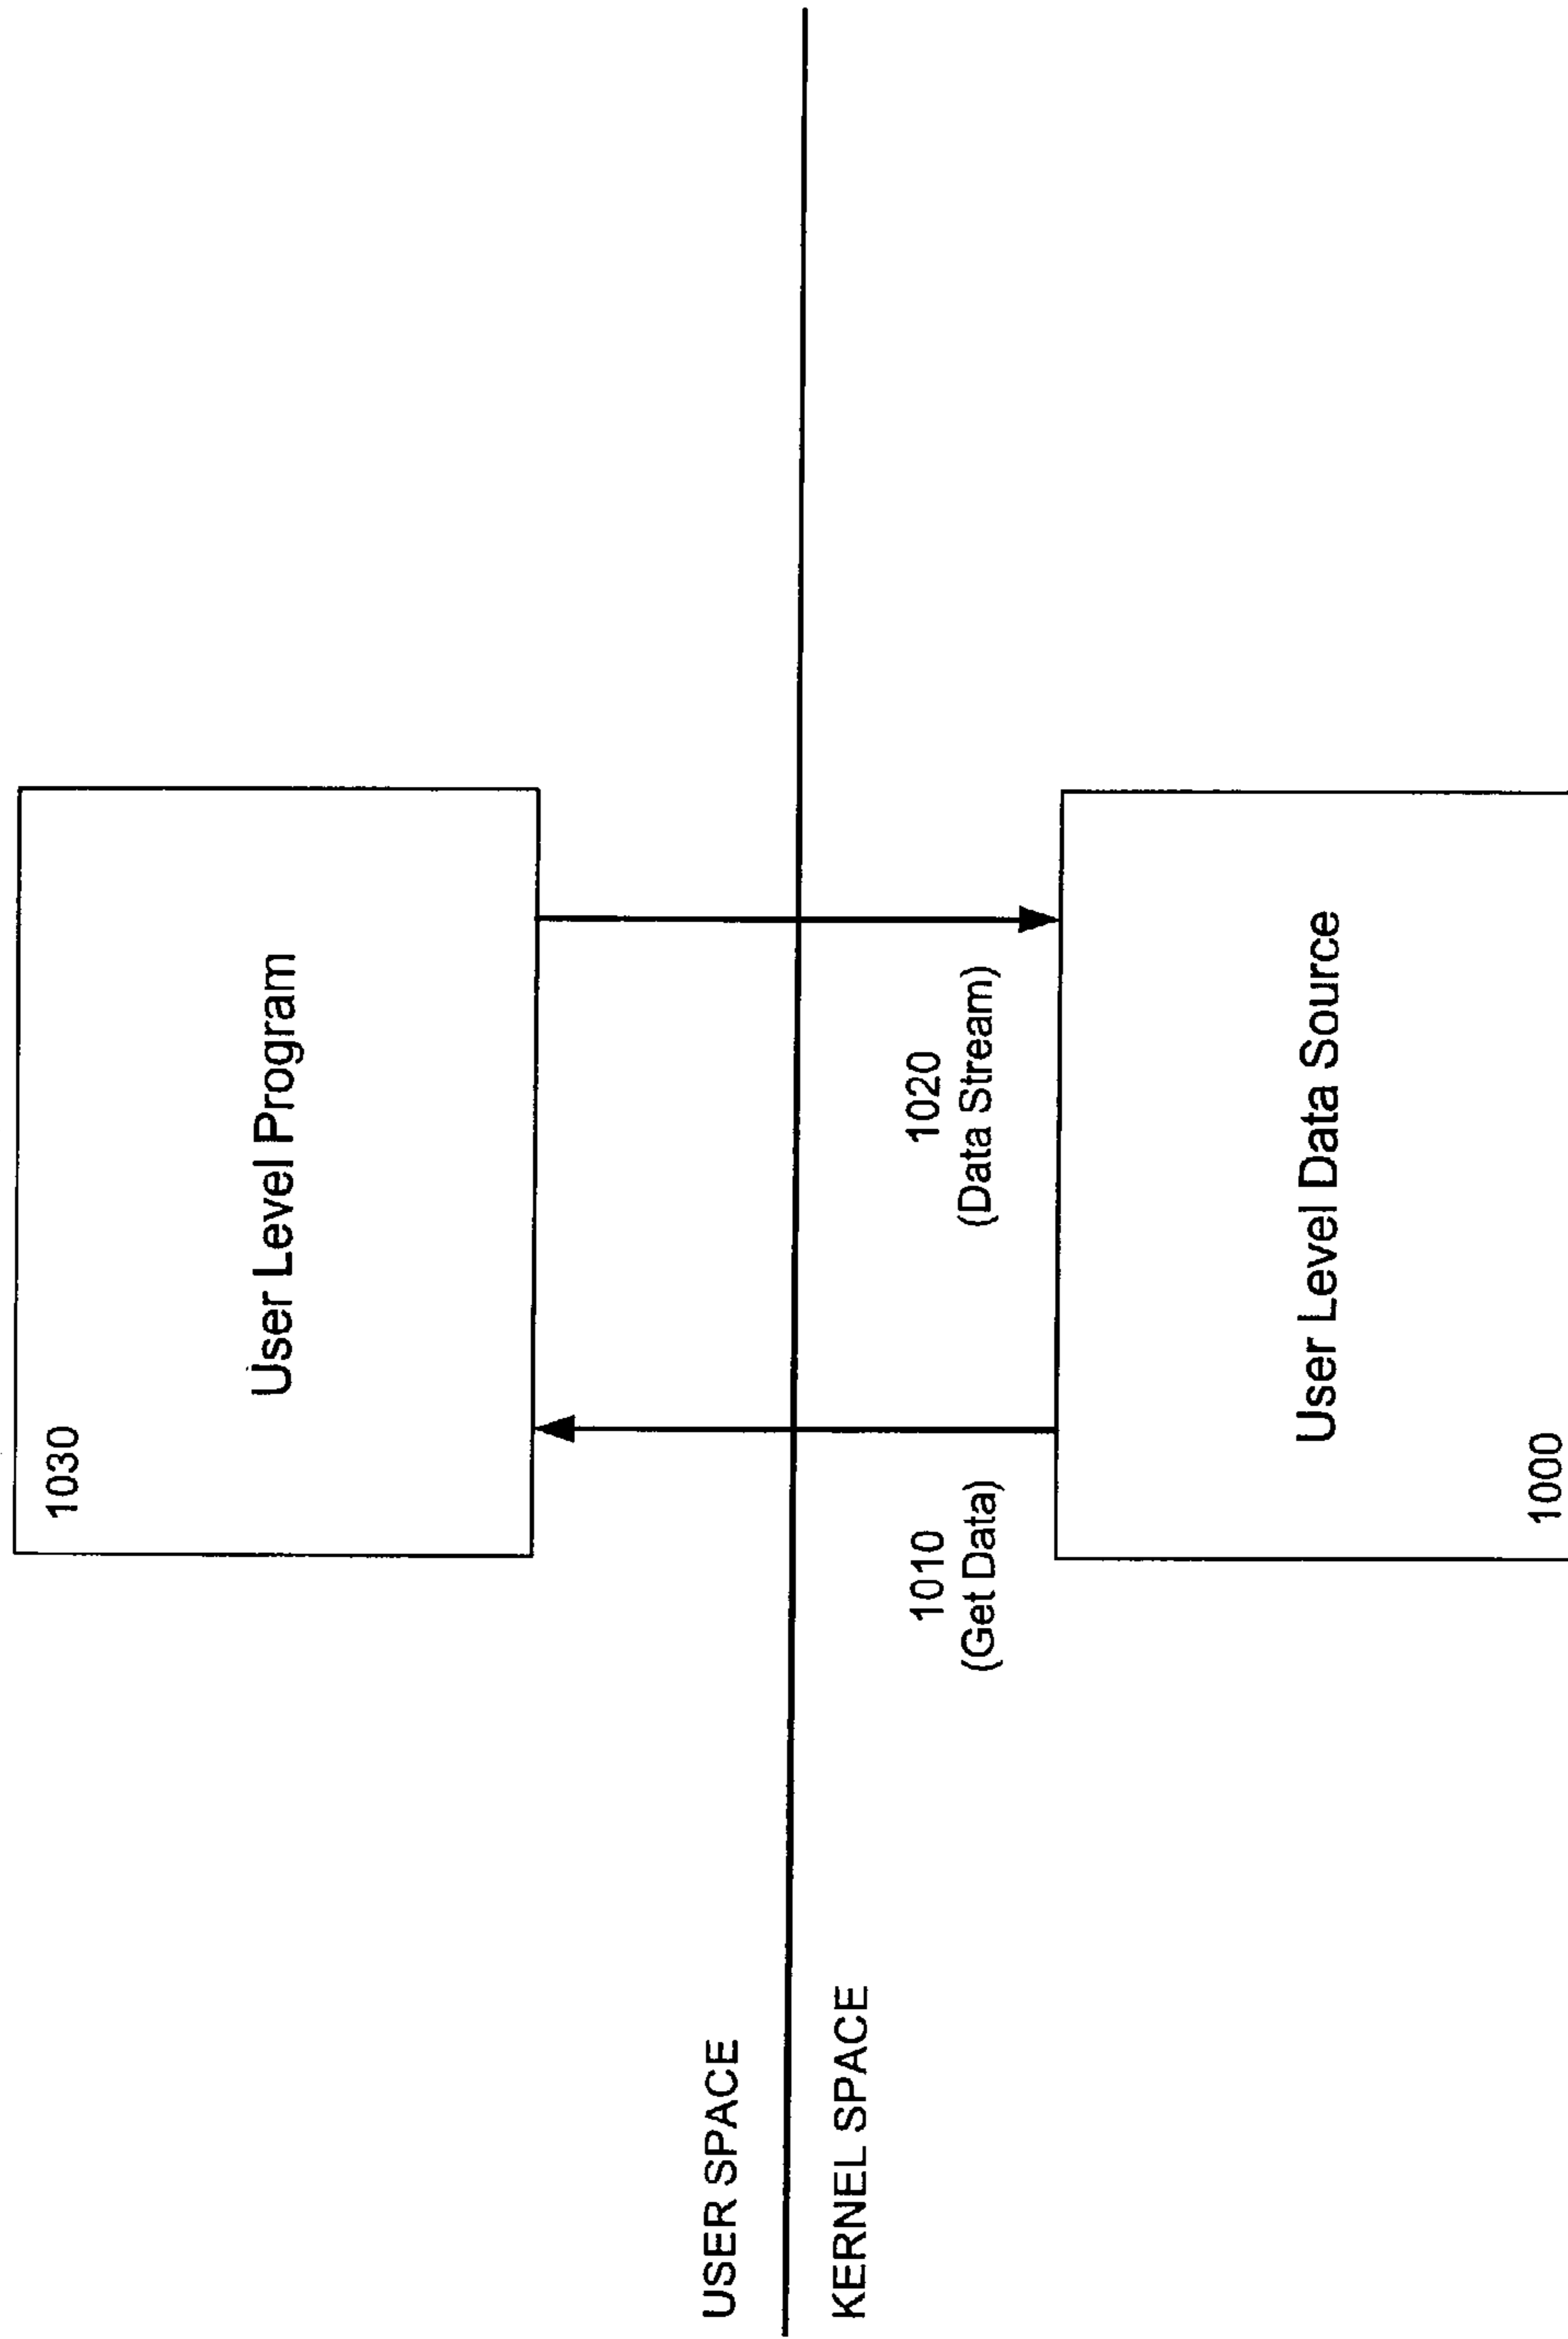 1030
User Level Program
USER SPACE
KERNEL SPACE
1010
(Get Data)
1020
(Data Stream)
User Level Data Source
1000